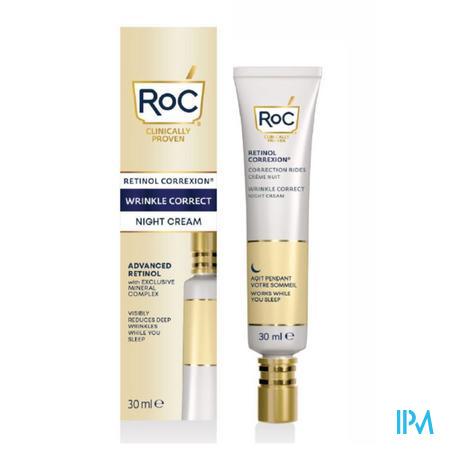 RoC
CLINICALLY
PROVEN
RETINOL CORREXION®
WRINKLE CORRECT
NIGHT CREAM
ADVANCED
RETINOL
with EXCLUSIVE
MINERAL
COMPLEX
VISIBLY
REDUCES DEEP
WRINKLES
WHILE YOU
SLEEP
30 ml e
RoC
CLINICALLY
PROVEN
RETINOL
CORREXION®
CORRECTION RIDES
CRÈME NUIT
WRINKLE CORRECT
NIGHT CREAM
AGIT PENDANT
VOTRE SOMMEIL
WORKS WHILE
YOU SLEEP
30 ml e
IPM